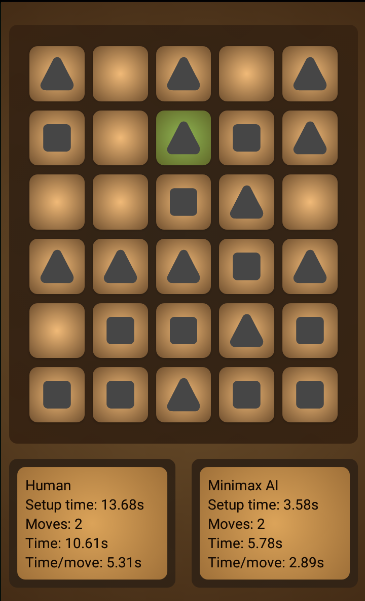 Human
Setup time: 13.68s
Moves: 2
Time: 10.61s
Time/move: 5.31s
Minimax AI
Setup time: 3.58s
Moves: 2
Time: 5.78s
Time/move: 2.89s